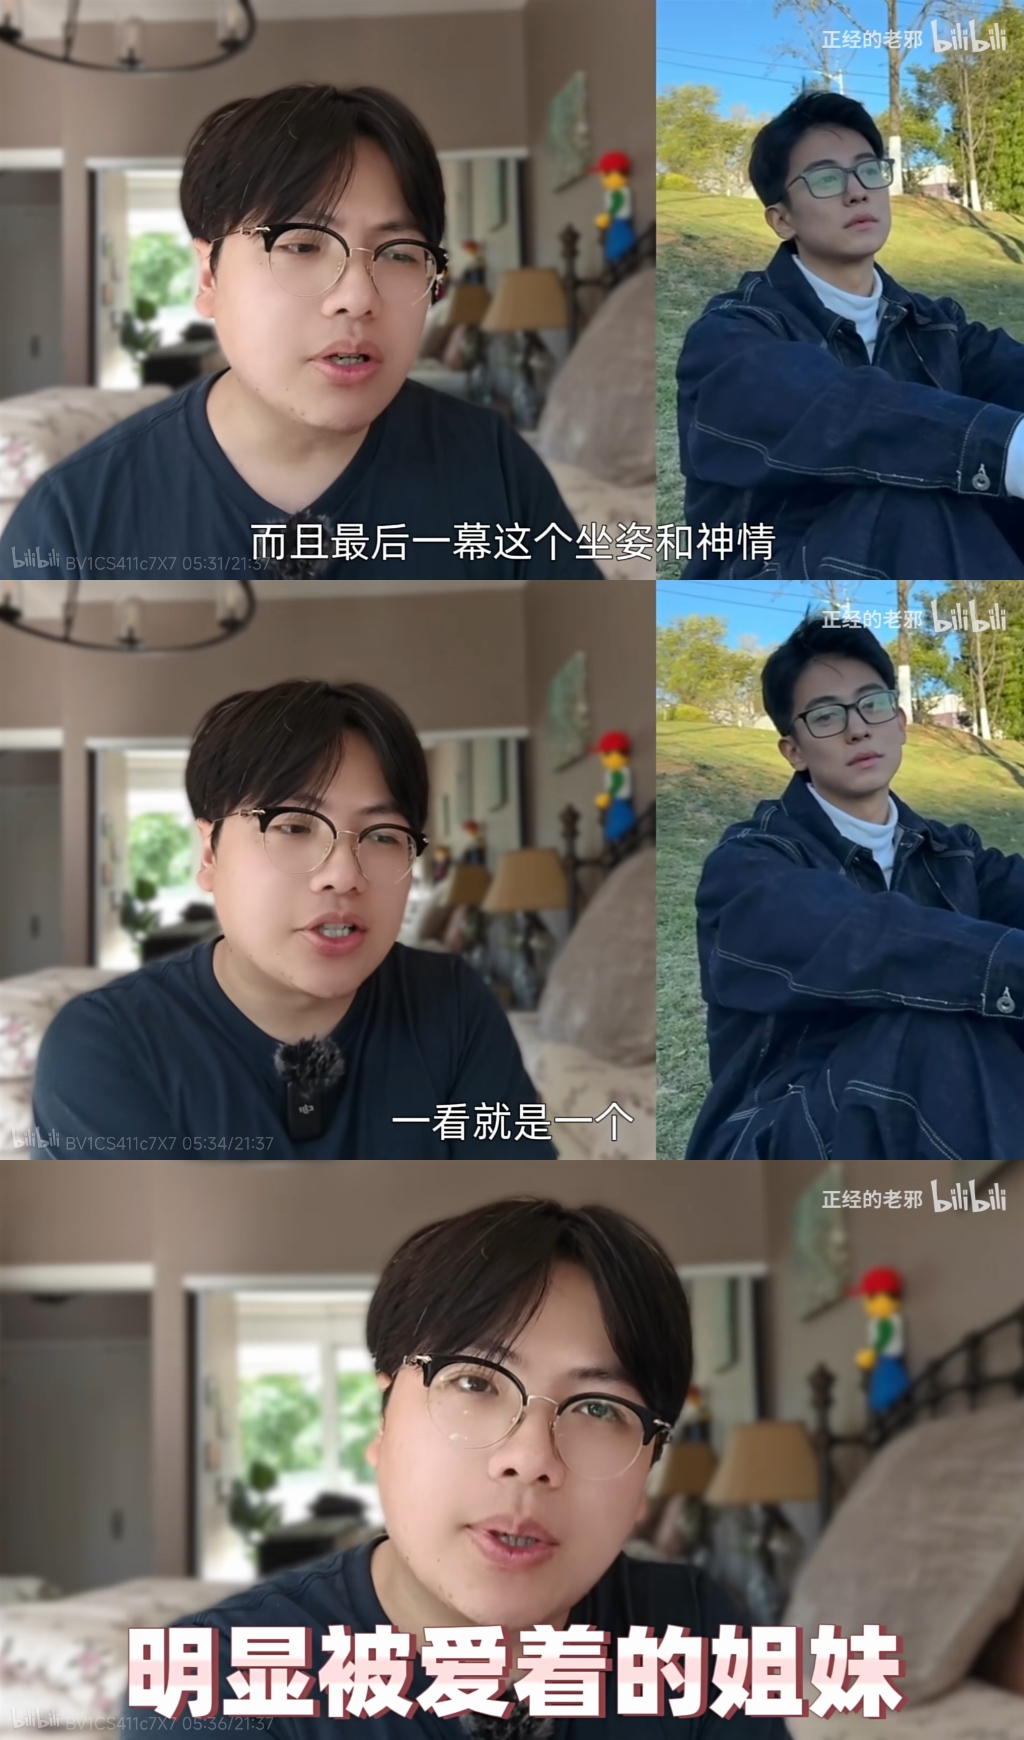 正经的老邪 bilibili
而且最后一幕这个坐姿和神情
bilibili BV1CS411c7X7 05:31/21:37
正经的老邪 bilibili
一看就是一个
bilibili BV1CS411c7X7 05:34/21:37
正经的老邪 bilibili
明显被爱着的姐妹
bilibili BV1CS411c7X7 05:36/21:37